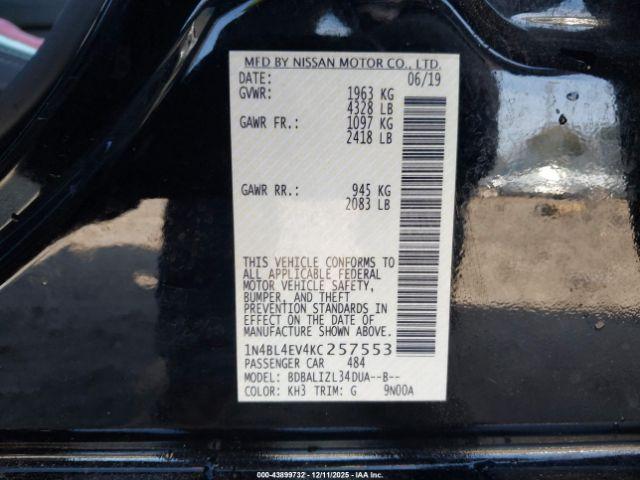 MFD BY NISSAN MOTOR CO., LTD.
DATE: 06/19
GVWR: 1963 KG
4328 LB
GAWR FR.: 1097 KG
2418 LB
GAWR RR.: 945 KG
2083 LB
THIS VEHICLE CONFORMS TO
ALL APPLICABLE FEDERAL
MOTOR VEHICLE SAFETY,
BUMPER, AND THEFT
PREVENTION STANDARDS IN
EFFECT ON THE DATE OF
MANUFACTURE SHOWN ABOVE.
1N4BL4EV4KC257553
PASSENGER CAR 484
MODEL: BDBALIZL34DUA--B--
COLOR: KH3 TRIM: G 9N00A
000-43899732 - 12/11/2025 - IAAI.COM